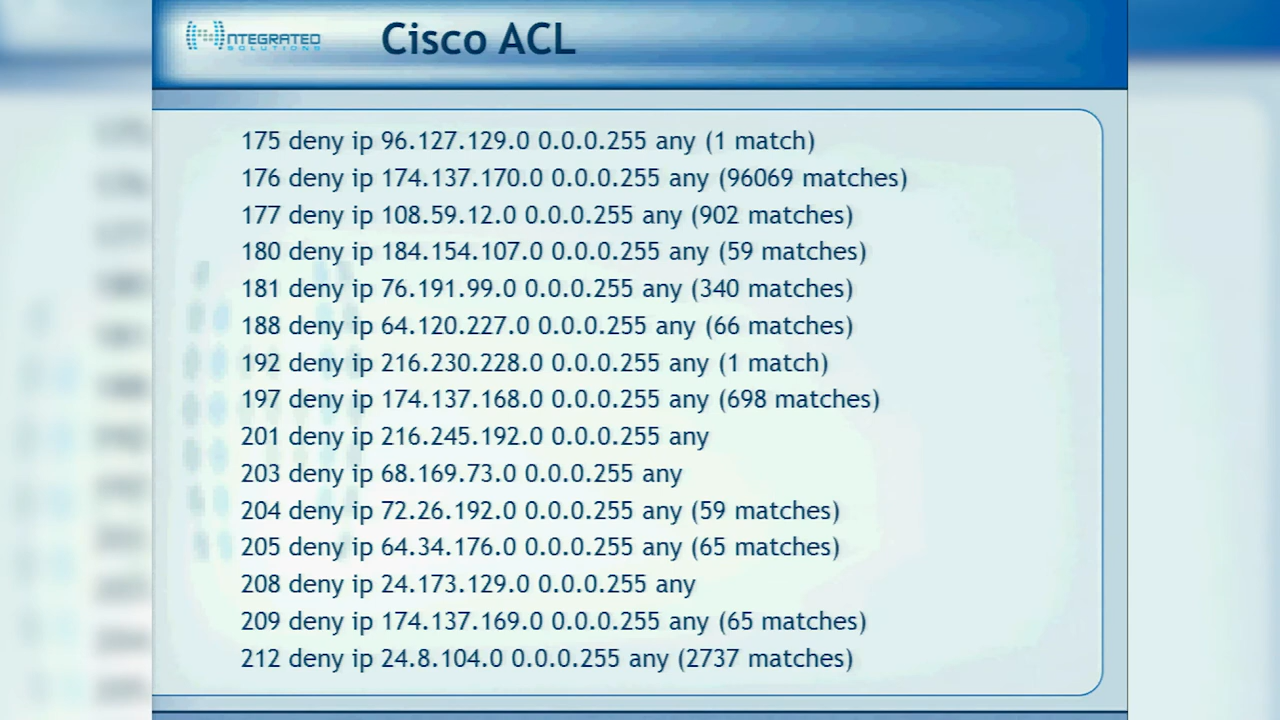 NTEGRATED
SOLUTIONS
Cisco ACL
175 deny ip 96.127.129.0 0.0.0.255 any (1 match)
176 deny ip 174.137.170.0 0.0.0.255 any (96069 matches)
177 deny ip 108.59.12.0 0.0.0.255 any (902 matches)
180 deny ip 184.154.107.0 0.0.0.255 any (59 matches)
181 deny ip 76.191.99.0 0.0.0.255 any (340 matches)
188 deny ip 64.120.227.0 0.0.0.255 any (66 matches)
192 deny ip 216.230.228.0 0.0.0.255 any (1 match)
197 deny ip 174.137.168.0 0.0.0.255 any (698 matches)
201 deny ip 216.245.192.0 0.0.0.255 any
203 deny ip 68.169.73.0 0.0.0.255 any
204 deny ip 72.26.192.0 0.0.0.255 any (59 matches)
205 deny ip 64.34.176.0 0.0.0.255 any (65 matches)
208 deny ip 24.173.129.0 0.0.0.255 any
209 deny ip 174.137.169.0 0.0.0.255 any (65 matches)
212 deny ip 24.8.104.0 0.0.0.255 any (2737 matches)